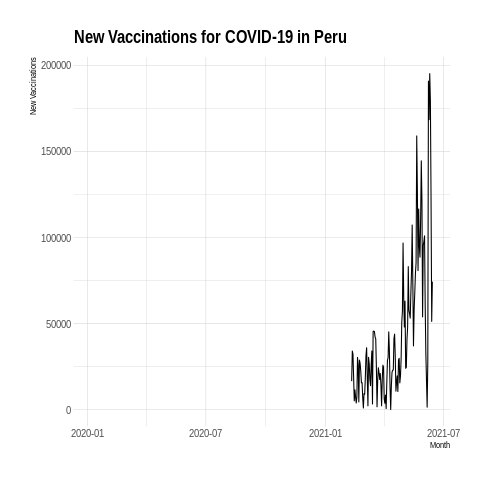 New Vaccinations for COVID-19 in Peru
New Vaccinations
200000
150000
100000
50000
0
2020-01 2020-07 2021-01 2021-07
Month